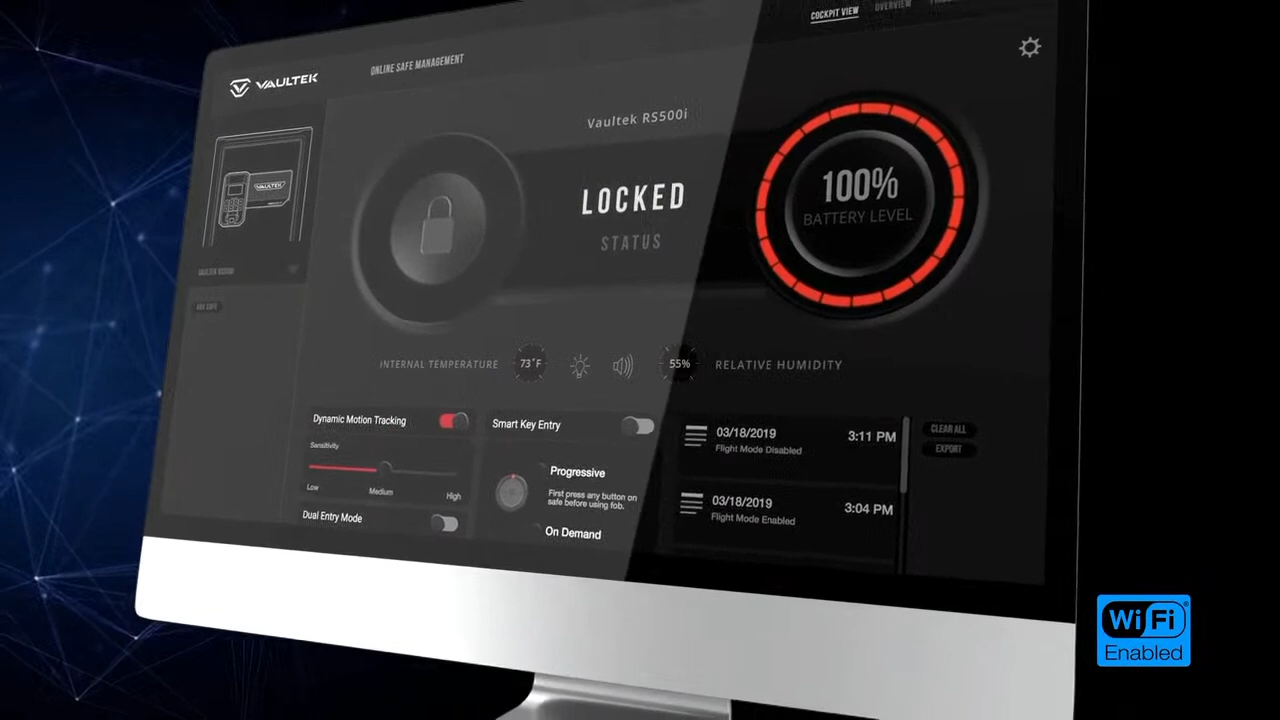 COCKPIT VIEW
OVERVIEW
VAULTEK
ONLINE SAFE MANAGEMENT
Vaultek RS500i
LOCKED
STATUS
100%
BATTERY LEVEL
VAULTEK
INTERNAL TEMPERATURE
73°F
55%
RELATIVE HUMIDITY
Dynamic Motion Tracking
Sensitivity
Low
Medium
High
Dual Entry Mode
Smart Key Entry
Progressive
First press any button on
safe before using fob.
On Demand
03/18/2019
3:11 PM
Flight Mode Disabled
03/18/2019
3:04 PM
Flight Mode Enabled
CLEAR ALL
EXPORT
WiFi®
Enabled